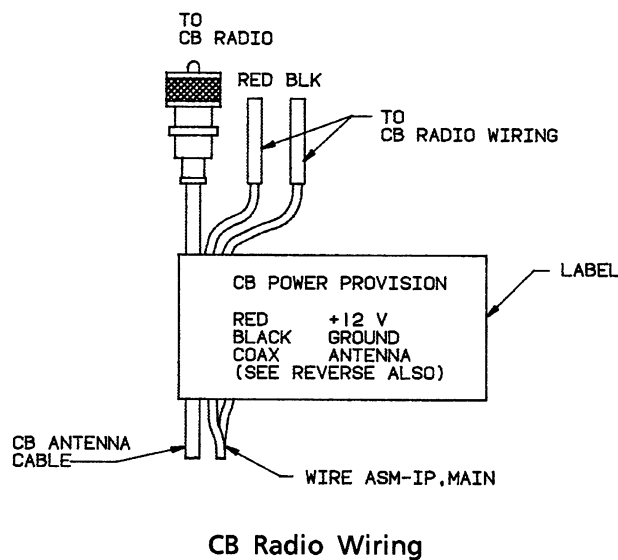 TO
CB RADIO
RED BLK
TO
CB RADIO WIRING
LABEL
CB POWER PROVISION
RED +12 V
BLACK GROUND
COAX ANTENNA
(SEE REVERSE ALSO)
CB ANTENNA
CABLE
WIRE ASM-IP,MAIN
CB Radio Wiring